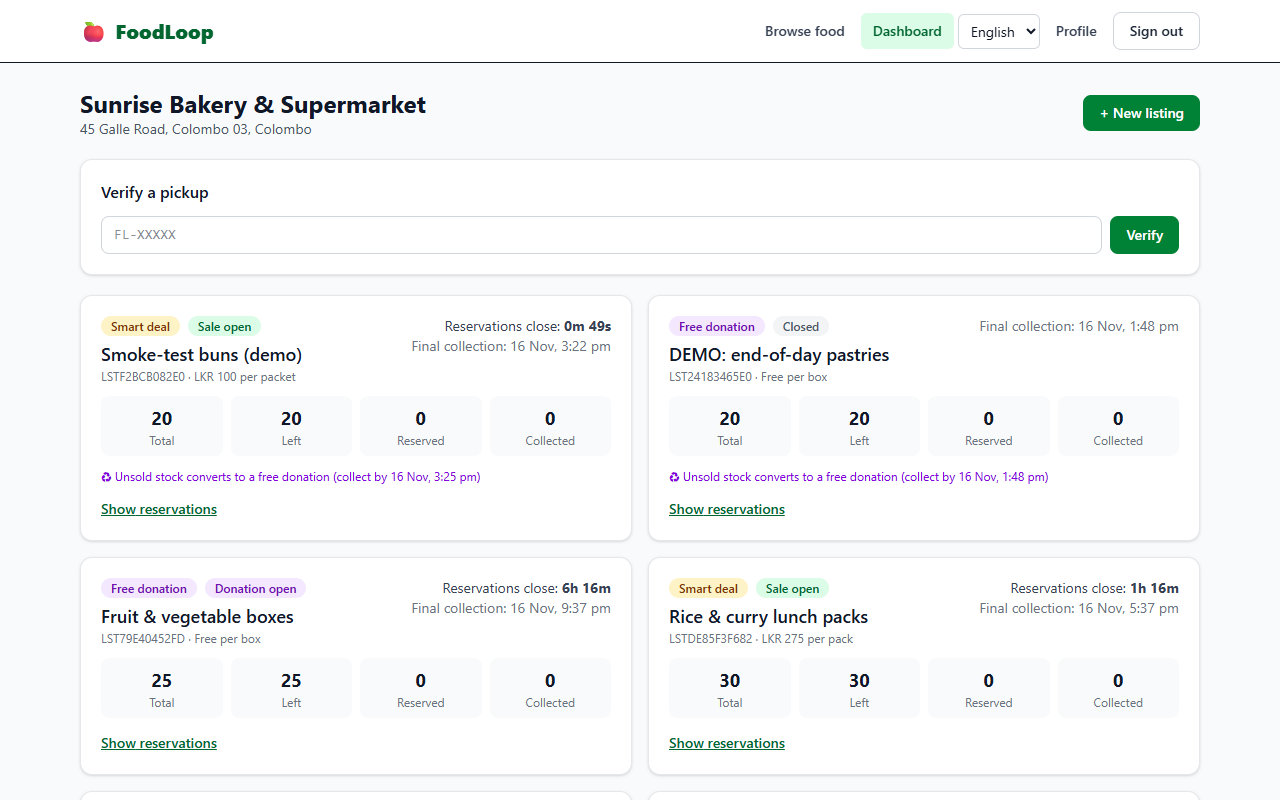 FoodLoop
Browse food
Dashboard
English
Profile
Sign out
Sunrise Bakery & Supermarket
45 Galle Road, Colombo 03, Colombo
+ New listing
Verify a pickup
FL-XXXXX
Verify
Smart deal
Sale open
Reservations close: 0m 49s
Final collection: 16 Nov, 3:22 pm
Smoke-test buns (demo)
LSTF2BCB082E0 · LKR 100 per packet
20
Total
20
Left
0
Reserved
0
Collected
♻ Unsold stock converts to a free donation (collect by 16 Nov, 3:25 pm)
Show reservations
Free donation
Closed
Final collection: 16 Nov, 1:48 pm
DEMO: end-of-day pastries
LST24183465E0 · Free per box
20
Total
20
Left
0
Reserved
0
Collected
♻ Unsold stock converts to a free donation (collect by 16 Nov, 1:48 pm)
Show reservations
Free donation
Donation open
Reservations close: 6h 16m
Final collection: 16 Nov, 9:37 pm
Fruit & vegetable boxes
LST79E40452FD · Free per box
25
Total
25
Left
0
Reserved
0
Collected
Show reservations
Smart deal
Sale open
Reservations close: 1h 16m
Final collection: 16 Nov, 5:37 pm
Rice & curry lunch packs
LSTDE85F3F682 · LKR 275 per pack
30
Total
30
Left
0
Reserved
0
Collected
Show reservations